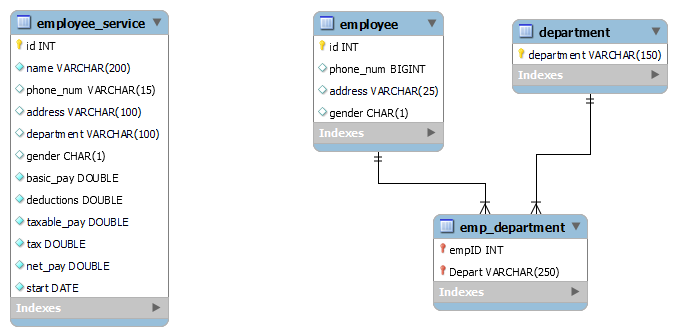 employee_service
id INT
name VARCHAR(200)
phone_num VARCHAR(15)
address VARCHAR(100)
department VARCHAR(100)
gender CHAR(1)
basic_pay DOUBLE
deductions DOUBLE
taxable_pay DOUBLE
tax DOUBLE
net_pay DOUBLE
start DATE
Indexes
employee
id INT
phone_num BIGINT
address VARCHAR(25)
gender CHAR(1)
Indexes
department
department VARCHAR(150)
Indexes
emp_department
empID INT
Depart VARCHAR(250)
Indexes